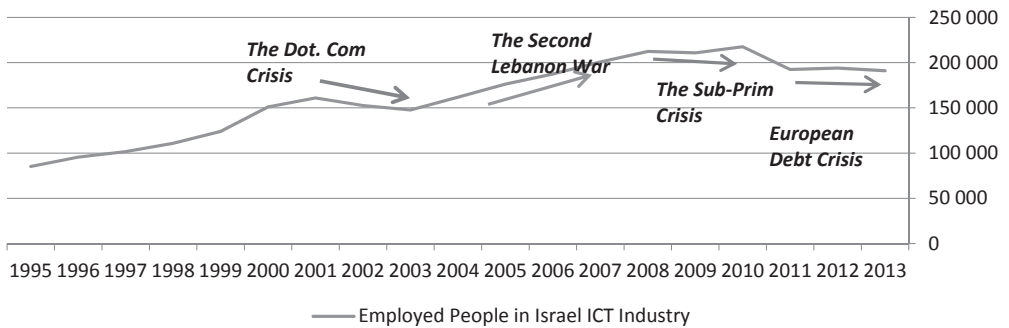 250 000
The Dot. Com
Crisis
The Second
Lebanon War
200 000
The Sub-Prim
Crisis
150 000
European
Debt Crisis
100 000
50 000
0
1995 1996 1997 1998 1999 2000 2001 2002 2003 2004 2005 2006 2007 2008 2009 2010 2011 2012 2013
Employed People in Israel ICT Industry